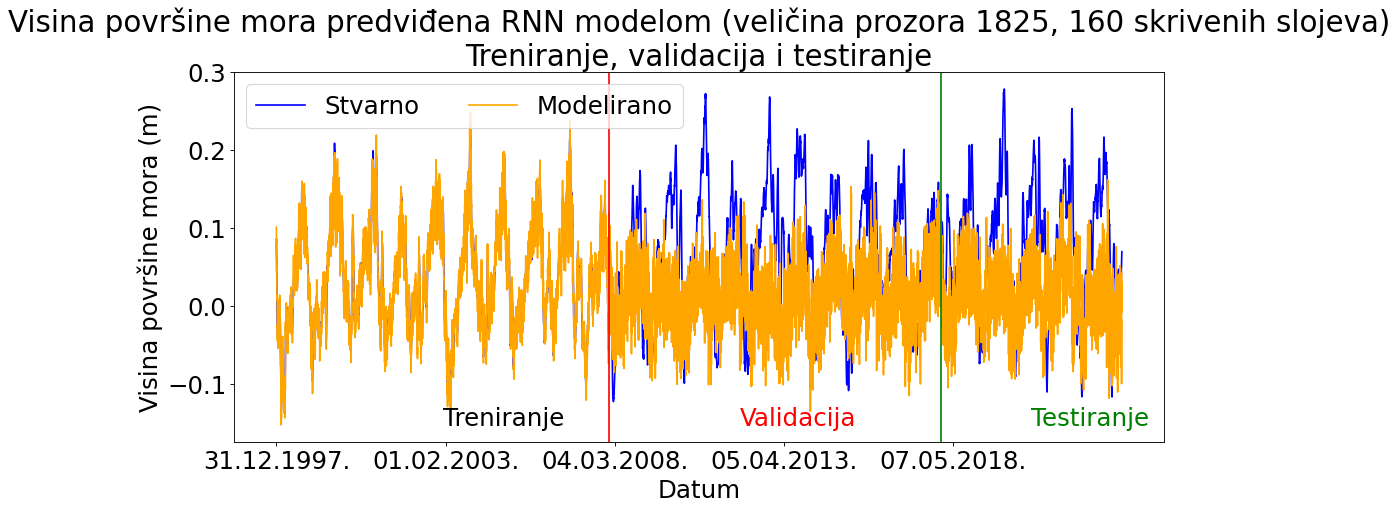 Visina površine mora predviđena RNN modelom (veličina prozora 1825, 160 skrivenih slojeva)
Treniranje, validacija i testiranje
Stvarno
Modelirano
Visina površine mora (m)
0.3
0.2
0.1
0.0
−0.1
Treniranje
Validacija
Testiranje
31.12.1997.
01.02.2003.
04.03.2008.
05.04.2013.
07.05.2018.
Datum